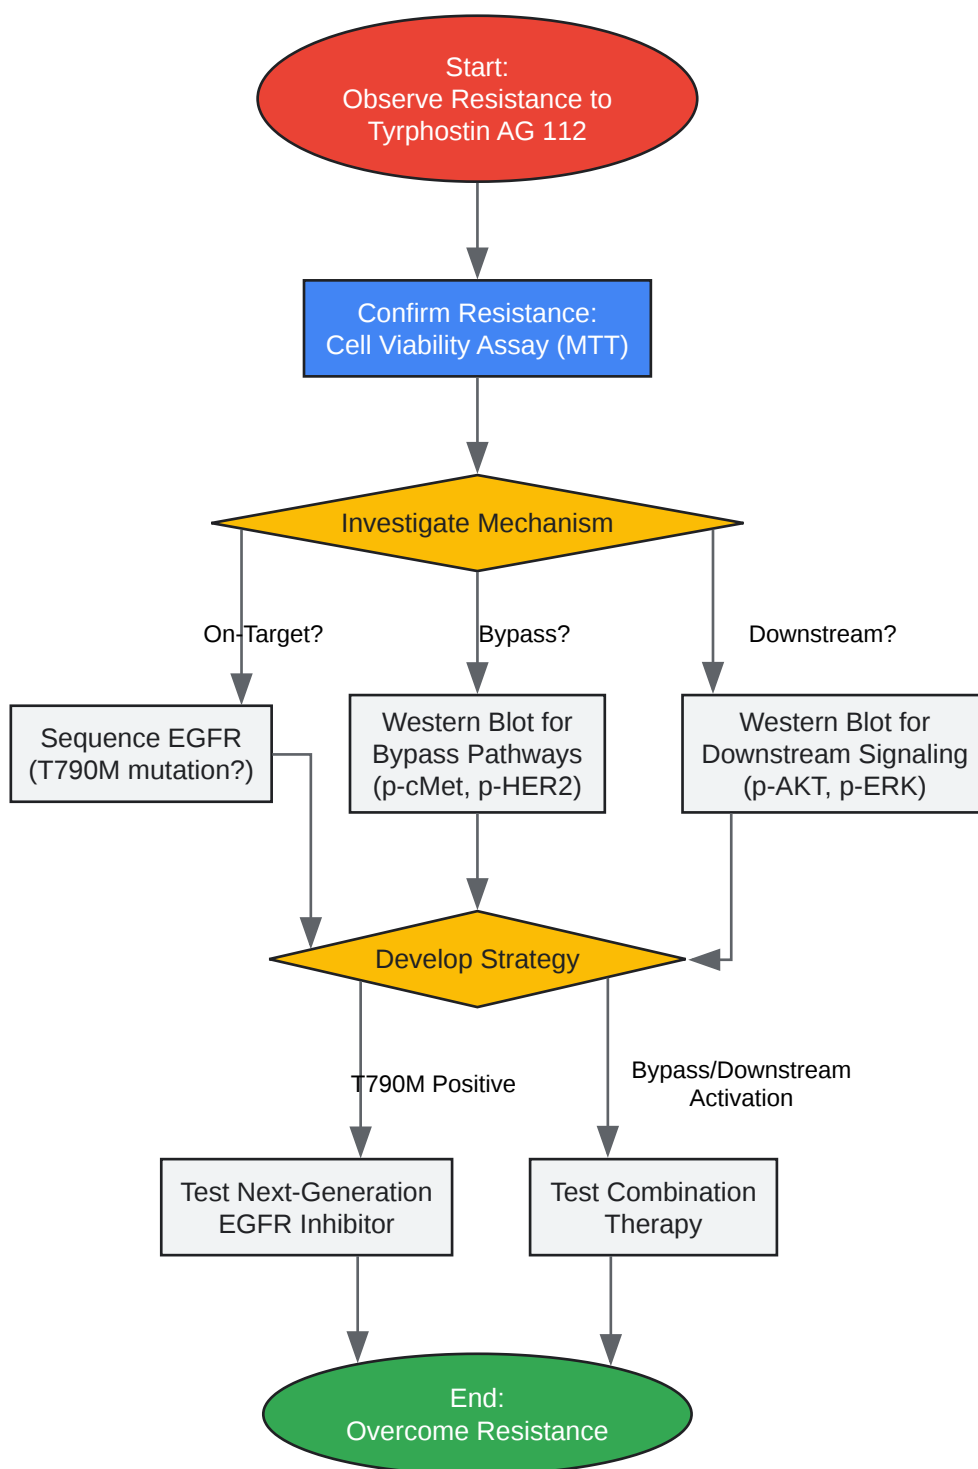 Start:
Observe Resistance to
Tyrphostin AG 112
Confirm Resistance:
Cell Viability Assay (MTT)
Investigate Mechanism
On-Target?
Bypass?
Downstream?
Sequence EGFR
(T790M mutation?)
Western Blot for
Bypass Pathways
(p-cMet, p-HER2)
Western Blot for
Downstream Signaling
(p-AKT, p-ERK)
Develop Strategy
T790M Positive
Bypass/Downstream
Activation
Test Next-Generation
EGFR Inhibitor
Test Combination
Therapy
End:
Overcome Resistance